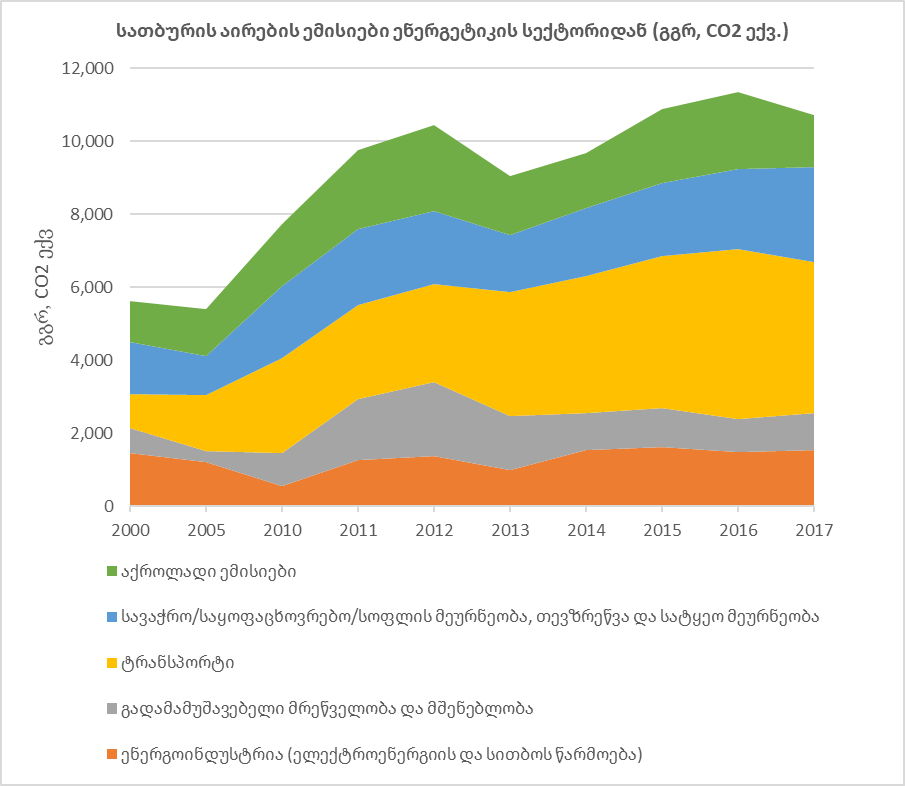 სათბურის აირების ემისიები ენერგეტიკის სექტორიდან (გგრ, CO2 ექვ.)
12,000
10,000
8,000
6,000
4,000
2,000
0
გგრ, CO2 ექვ
2000 2005 2010 2011 2012 2013 2014 2015 2016 2017
აქროლადი ემისიები
სავაჭრო/საყოფაცხოვრებო/სოფლის მეურნეობა, თევზრეწვა და სატყეო მეურნეობა
ტრანსპორტი
გადამამუშავებელი მრეწველობა და მშენებლობა
ენერგოინდუსტრია (ელექტროენერგიის და სითბოს წარმოება)